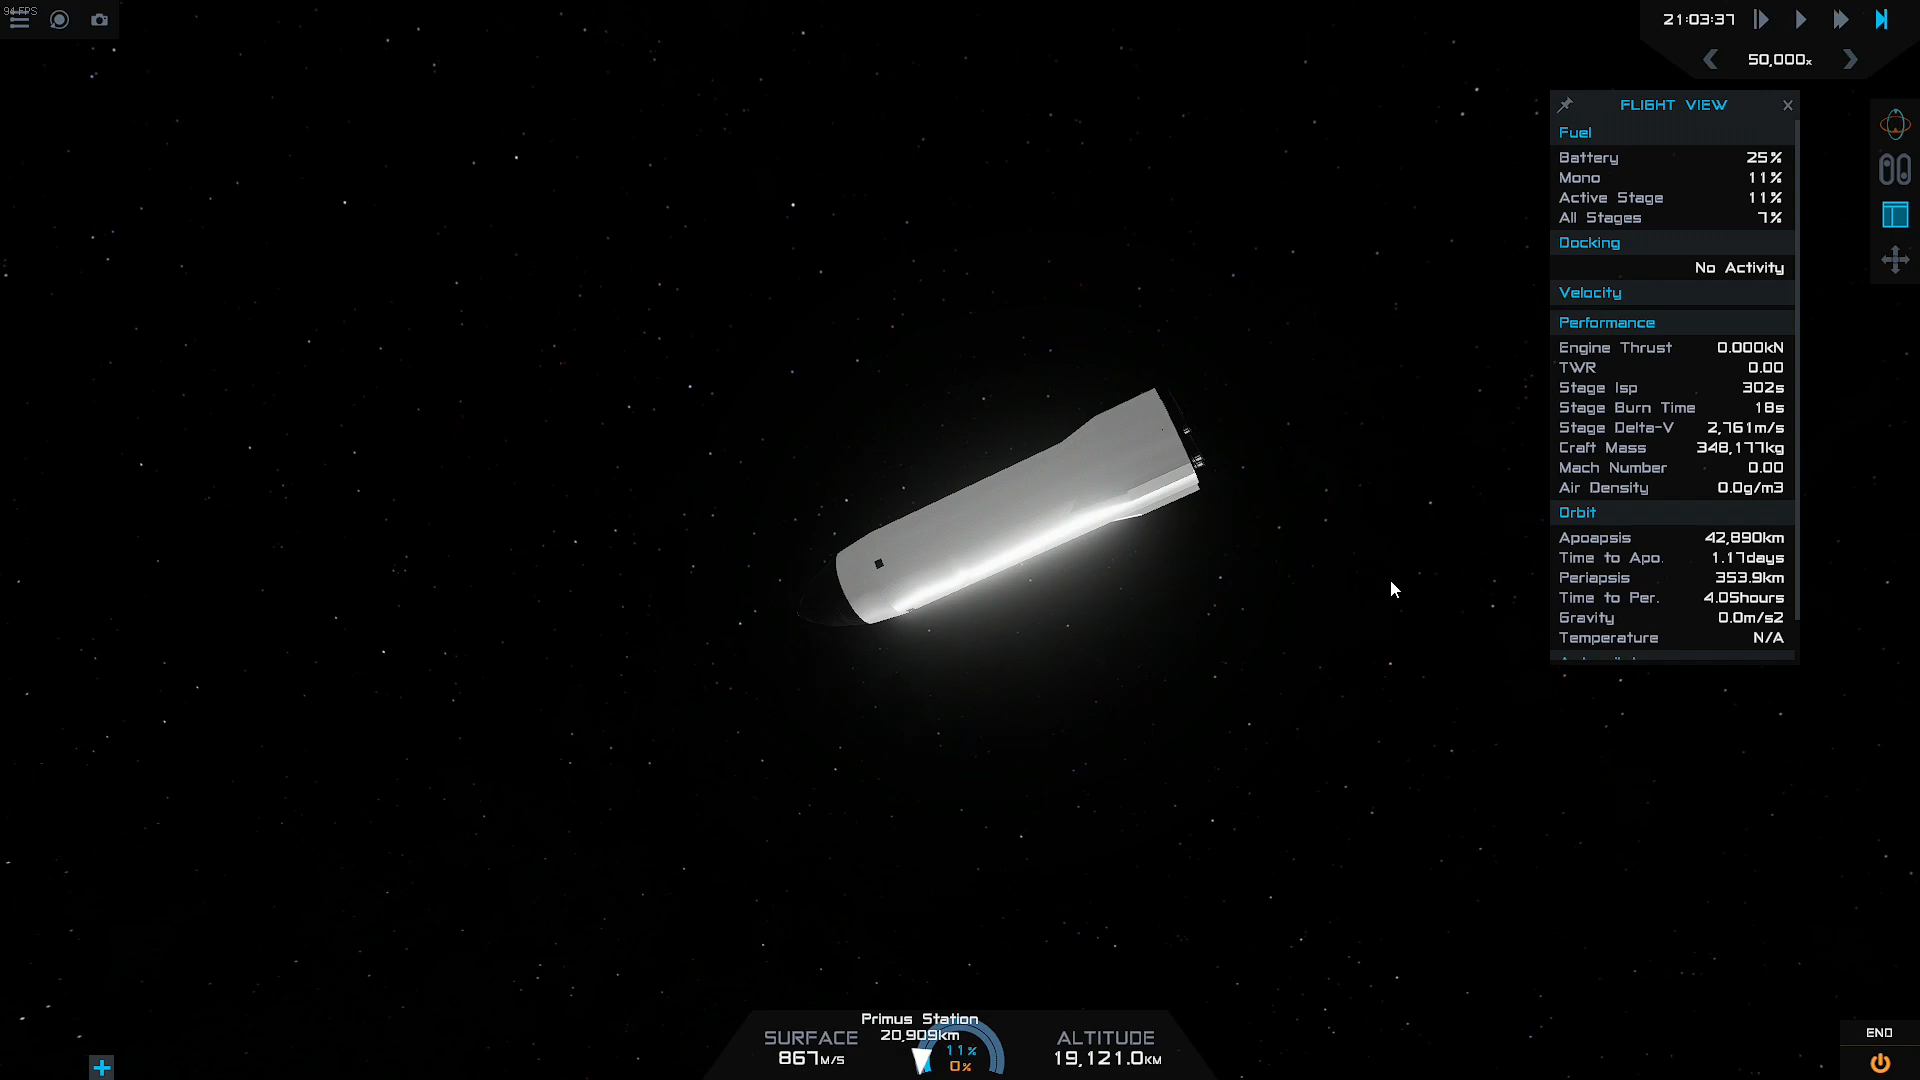 94 FPS
21:03:37
50,000x
FLIGHT VIEW
Fuel
Battery 25%
Mono 11%
Active Stage 11%
All Stages 7%
Docking
No Activity
Velocity
Performance
Engine Thrust 0.000kN
TWR 0.00
Stage Isp 302s
Stage Burn Time 18s
Stage Delta-V 2,761m/s
Craft Mass 348,177kg
Mach Number 0.00
Air Density 0.0g/m3
Orbit
Apoapsis 42,890km
Time to Apo. 1.17days
Periapsis 353.9km
Time to Per. 4.05hours
Gravity 0.0m/s2
Temperature N/A
Primus Station
20,909km
SURFACE
867M/S
11%
0%
ALTITUDE
19,121.0KM
END